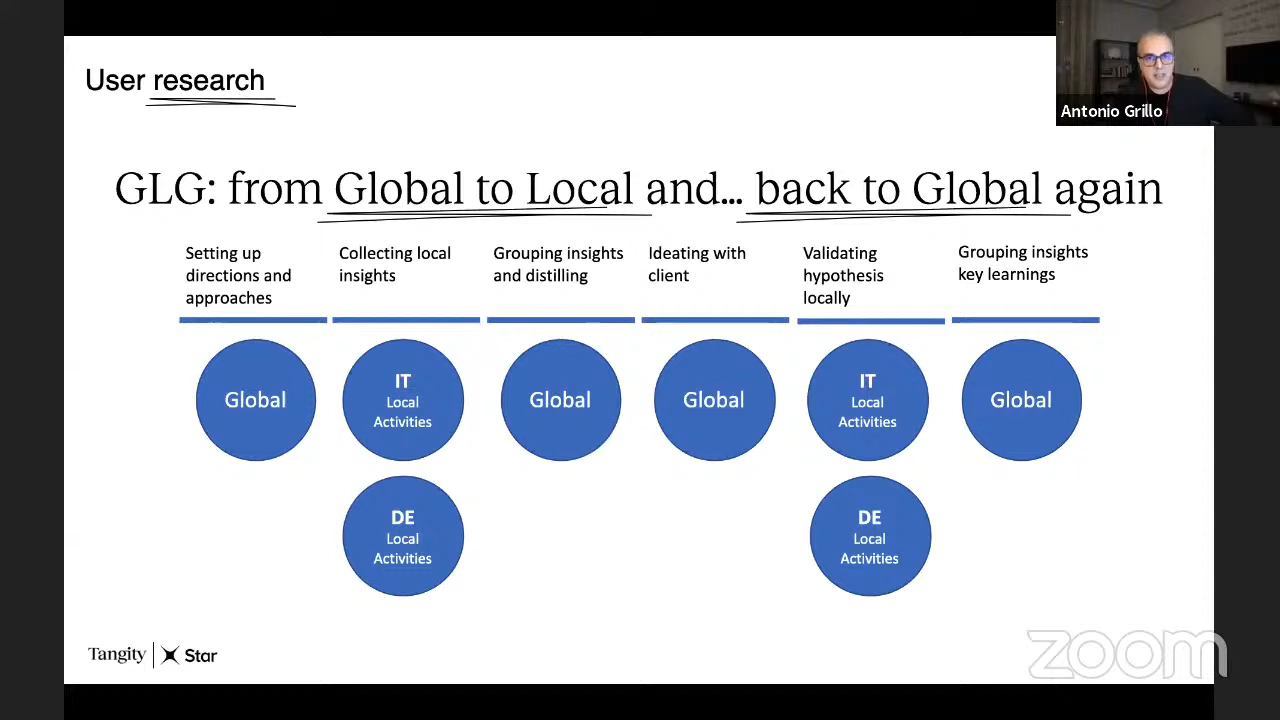 User research
Antonio Grillo
GLG: from Global to Local and... back to Global again
Setting up
directions and
approaches
Collecting local
insights
Grouping insights
and distilling
Ideating with
client
Validating
hypothesis
locally
Grouping insights
key learnings
Global
IT
Local
Activities
Global
Global
IT
Local
Activities
Global
DE
Local
Activities
DE
Local
Activities
Tangity
Star
zoom